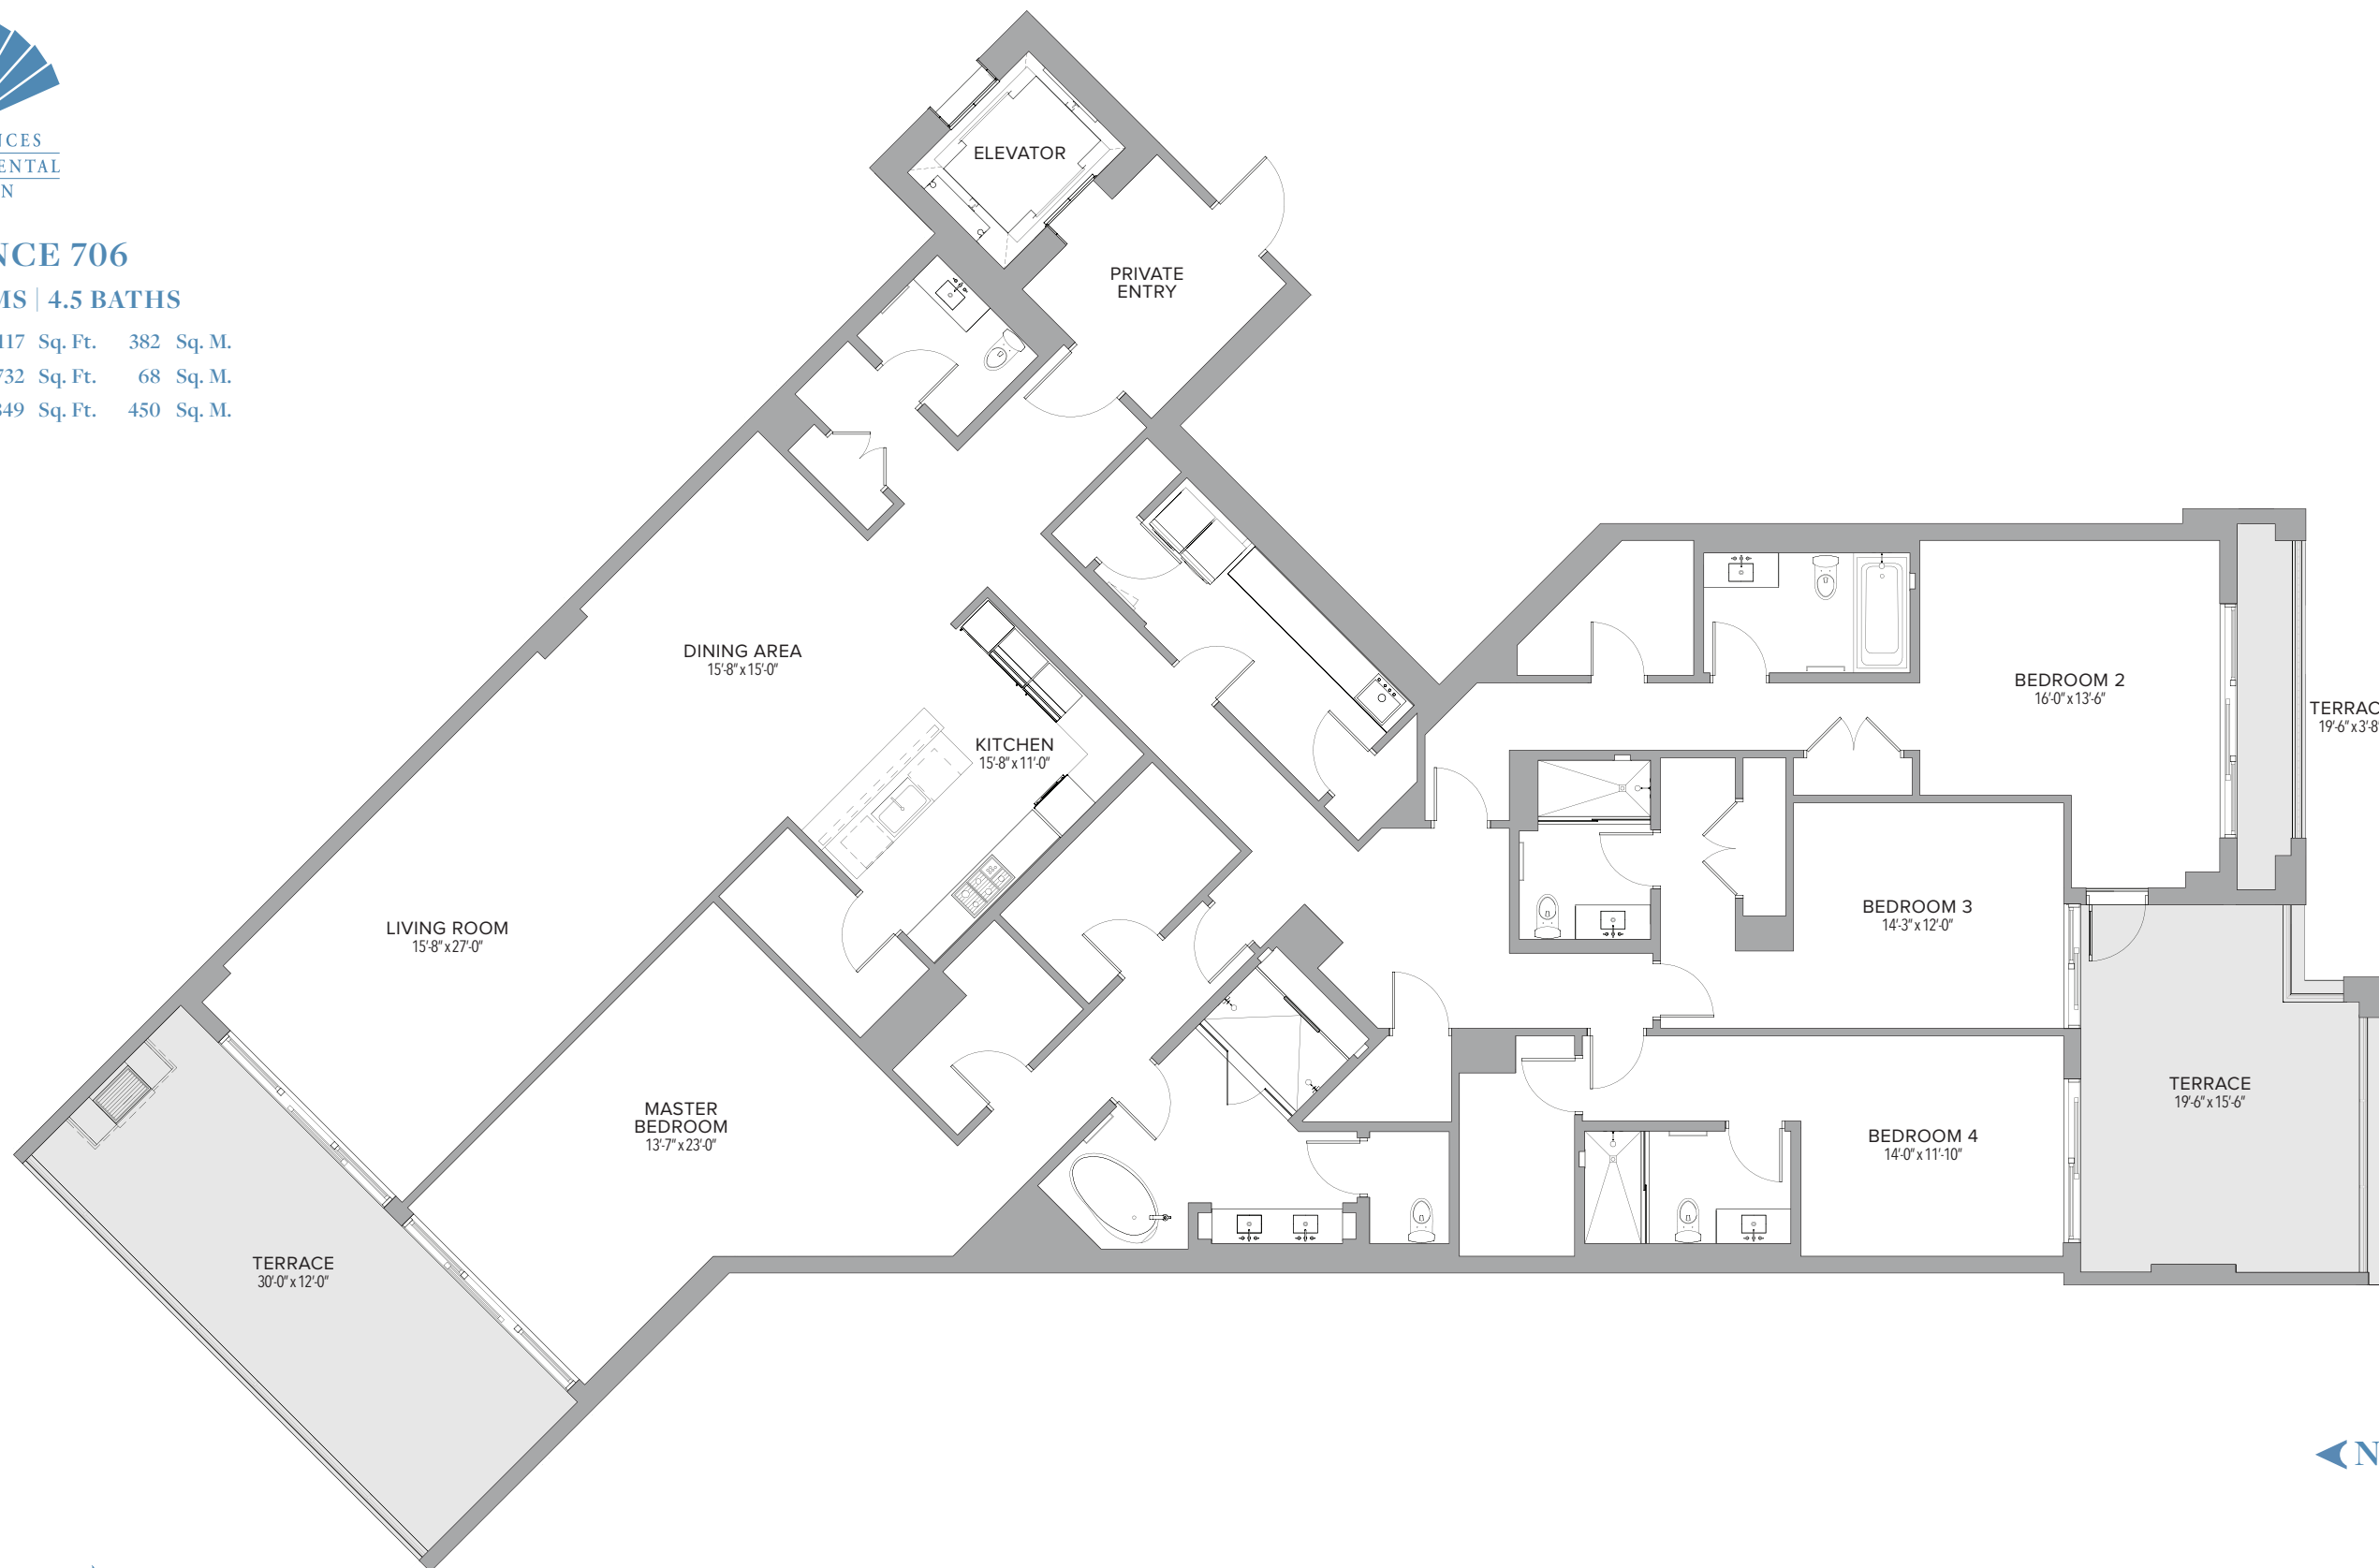 NCES
ENTAL
N
NCE 706
MS | 4.5 BATHS
117 Sq. Ft. 382 Sq. M.
732 Sq. Ft. 68 Sq. M.
849 Sq. Ft. 450 Sq. M.
ELEVATOR
PRIVATE
ENTRY
DINING AREA
15'-8" x 15'-0"
KITCHEN
15'-8" x 11'-0"
BEDROOM 2
16'-0" x 13'-6"
TERRAC
19'-6" x 3'-8
LIVING ROOM
15'-8" x 27'-0"
BEDROOM 3
14'-3" x 12'-0"
MASTER
BEDROOM
13'-7" x 23'-0"
TERRACE
19'-6" x 15'-6"
BEDROOM 4
14'-0" x 11'-10"
TERRACE
30'-0" x 12'-0"
N